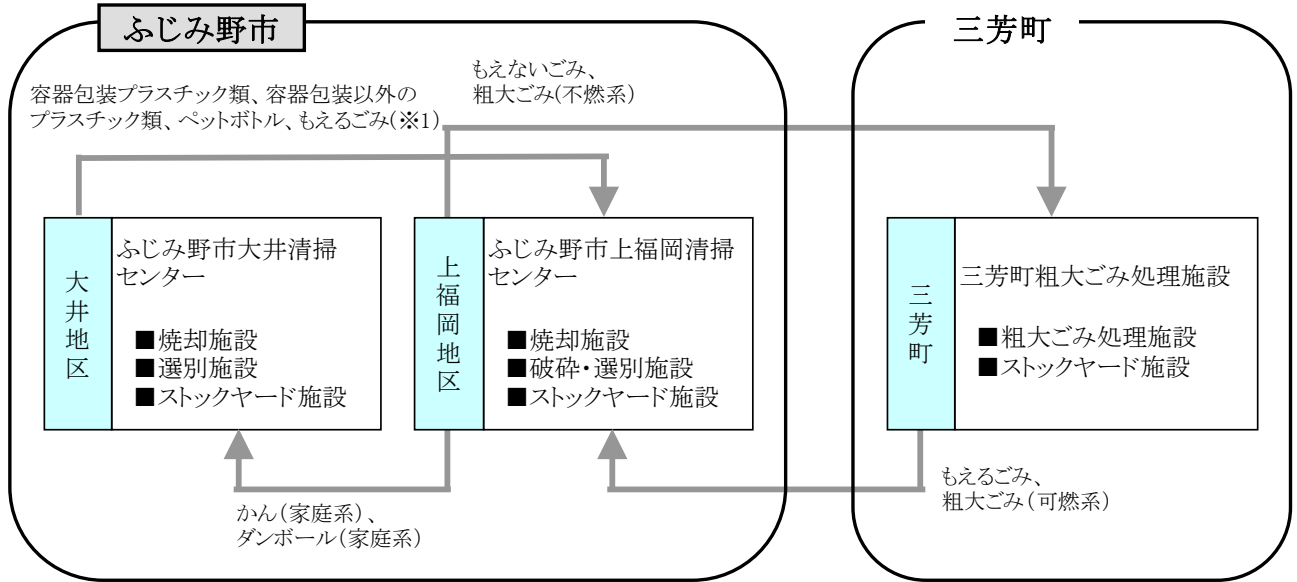 ふじみ野市
三芳町
容器包装プラスチック類、容器包装以外の
プラスチック類、ペットボトル、もえるごみ(※1)
もえないごみ、
粗大ごみ(不燃系)
大井地区
ふじみ野市大井清掃
センター
■焼却施設
■選別施設
■ストックヤード施設
上福岡地区
ふじみ野市上福岡清掃
センター
■焼却施設
■破砕・選別施設
■ストックヤード施設
三芳町
三芳町粗大ごみ処理施設
■粗大ごみ処理施設
■ストックヤード施設
かん(家庭系)、
ダンボール(家庭系)
もえるごみ、
粗大ごみ(可燃系)